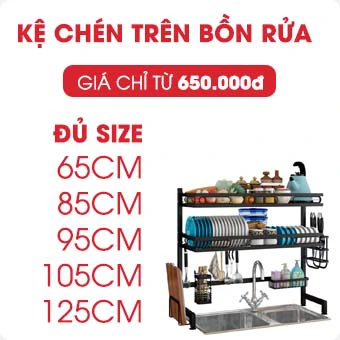 KỆ CHÉN TRÊN BỒN RỬA
GIÁ CHỈ TỪ 650.000đ
ĐỦ SIZE
65CM
85CM
95CM
105CM
125CM